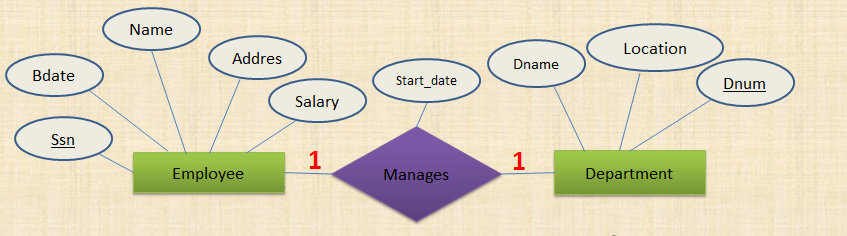 Name
Bdate
Addres
Salary
Ssn
Start_date
Dname
Location
Dnum
Employee
1
Manages
1
Department